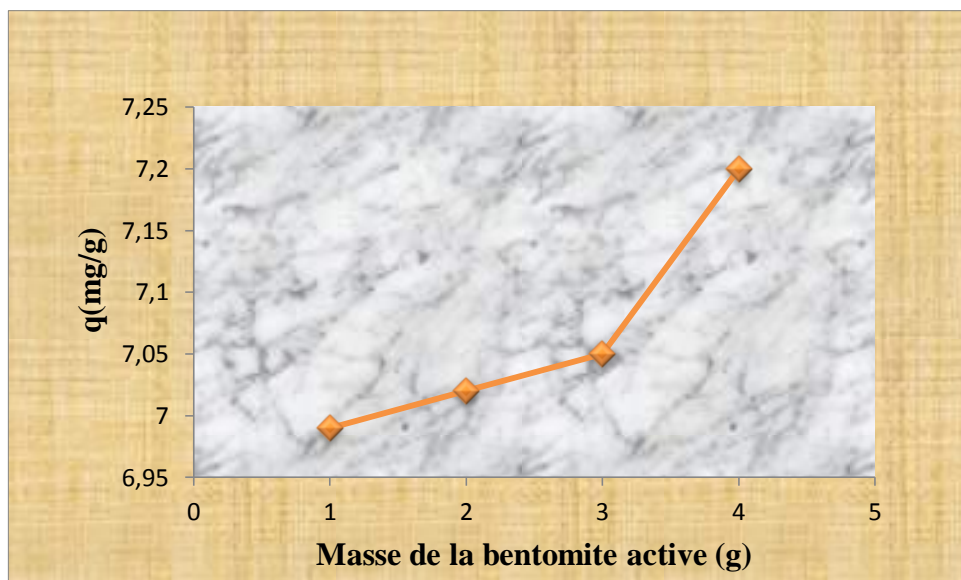 7,25
7,2
7,15
7,1
7,05
7
6,95
q(mg/g)
0 1 2 3 4 5
Masse de la bentomite active (g)